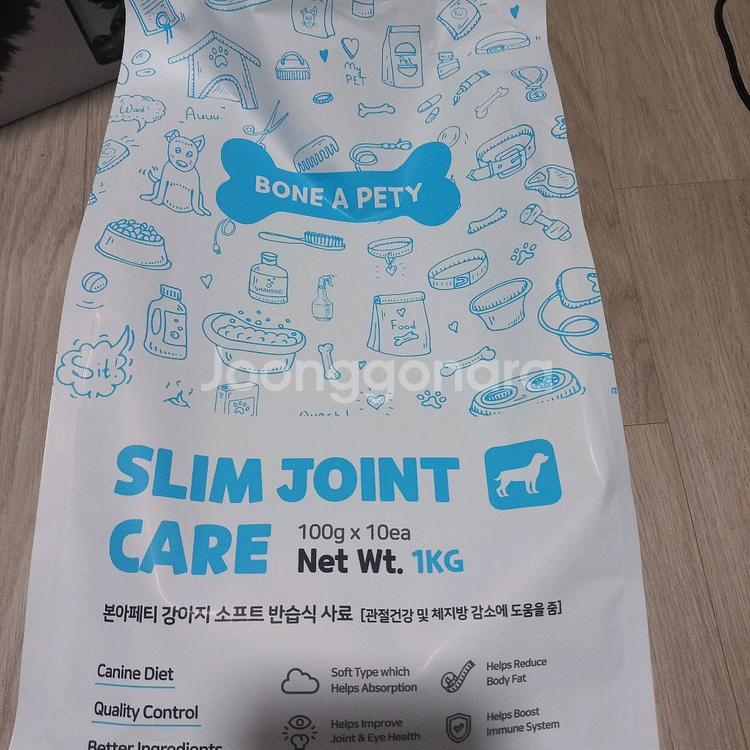 Woof
Auuu..
My
PET
Pet
BONE A PETY
SHAMPOO
Food
Sit!
Joonggonara
SLIM JOINT
CARE
100g x 10ea
Net Wt. 1KG
본아페티 강아지 소프트 반습식 사료 [관절건강 및 체지방 감소에 도움을 줌]
Canine Diet
Quality Control
Better Ingredients
Soft Type which
Helps Absorption
Helps Reduce
Body Fat
Helps Improve
Joint & Eye Health
Helps Boost
Immune System